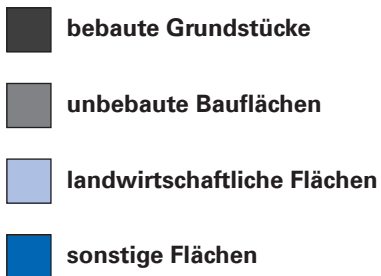 bebaute Grundstücke
unbebaute Bauflächen
landwirtschaftliche Flächen
sonstige Flächen